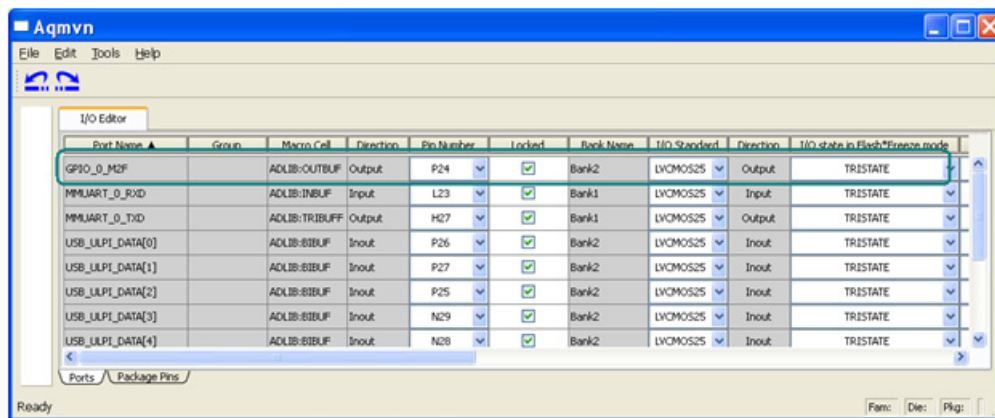 Aqmvn
File Edit Tools Help
I/O Editor
Port Name Group Macro Cell Direction Pin Number Locked Bank Name I/O Standard Direction I/O state in Flash*Freeze mode
GPIO_0_M2F ADLIB:OUTBUF Output P24 Bank2 LVCMOS25 Output TRISTATE
MMUART_0_RXD ADLIB:INBUF Input L23 Bank1 LVCMOS25 Input TRISTATE
MMUART_0_TXD ADLIB:TRIBUFF Output H27 Bank1 LVCMOS25 Output TRISTATE
USB_ULPI_DATA[0] ADLIB:BIBUF Inout P26 Bank2 LVCMOS25 Inout TRISTATE
USB_ULPI_DATA[1] ADLIB:BIBUF Inout P27 Bank2 LVCMOS25 Inout TRISTATE
USB_ULPI_DATA[2] ADLIB:BIBUF Inout P25 Bank2 LVCMOS25 Inout TRISTATE
USB_ULPI_DATA[3] ADLIB:BIBUF Inout N29 Bank2 LVCMOS25 Inout TRISTATE
USB_ULPI_DATA[4] ADLIB:BIBUF Inout N28 Bank2 LVCMOS25 Inout TRISTATE
Ports Package Pins
Ready Fam: Die: Pkg: